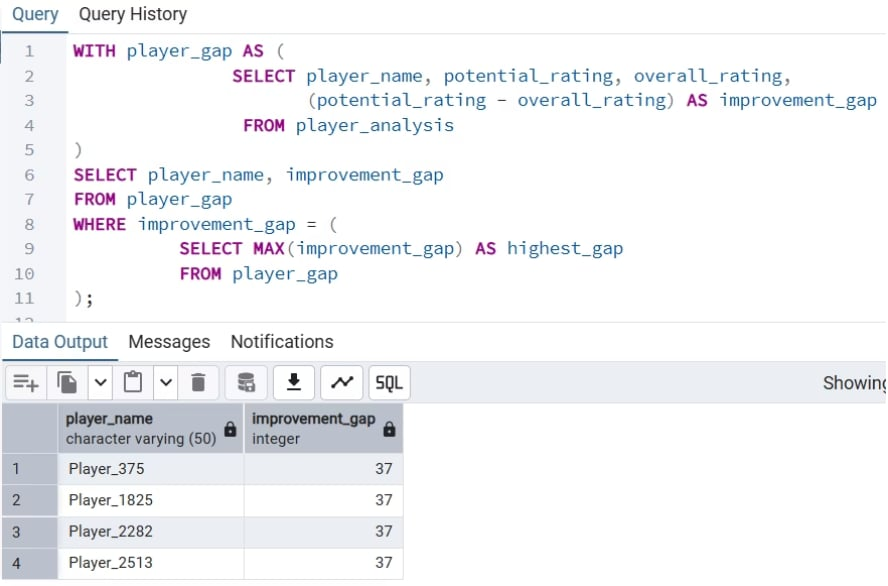 Query Query History
1 WITH player_gap AS (
2 SELECT player_name, potential_rating, overall_rating,
3 (potential_rating - overall_rating) AS improvement_gap
4 FROM player_analysis
5 )
6 SELECT player_name, improvement_gap
7 FROM player_gap
8 WHERE improvement_gap = (
9 SELECT MAX(improvement_gap) AS highest_gap
10 FROM player_gap
11 );
12
Data Output Messages Notifications
SQL Showing
player_name improvement_gap
character varying (50) integer
1 Player_375 37
2 Player_1825 37
3 Player_2282 37
4 Player_2513 37